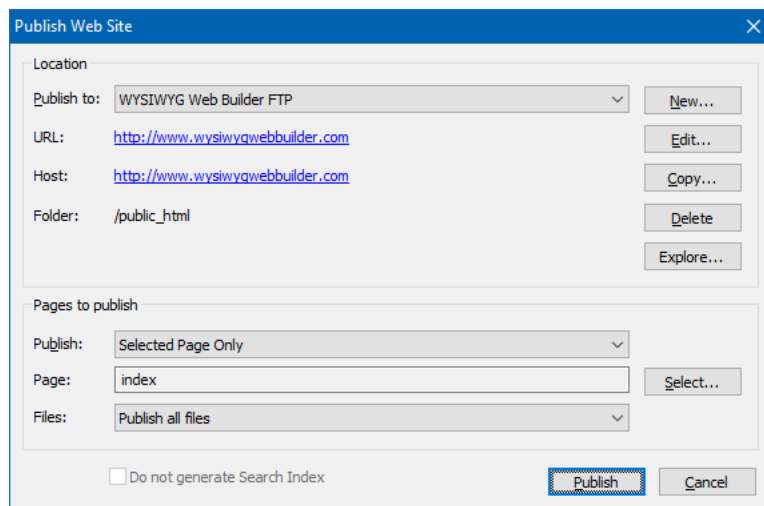 Publish Web Site
Location
Publish to: WYSIWYG Web Builder FTP New...
URL: http://www.wysiwygwebbuilder.com Edit...
Host: http://www.wysiwygwebbuilder.com Copy...
Folder: /public_html Delete
Explore...
Pages to publish
Publish: Selected Page Only
Page: index Select...
Files: Publish all files
Do not generate Search Index Publish Cancel